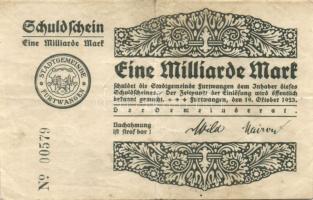 Schuldschein
Eine Milliarde Mark
STADTGEMEINDE
FURTWANGEN
No 00579
Eine Milliarde Mark
schuldet die Stadtgemeinde Furtwangen dem Inhaber dieses
Schuldscheines. Der Zeitpunkt der Einlösung wird öffentlich
bekannt gemacht. +++ Furtwangen, den 19. Oktober 1923.
Der Gemeinderat.
Nachahmung
ist strafbar!